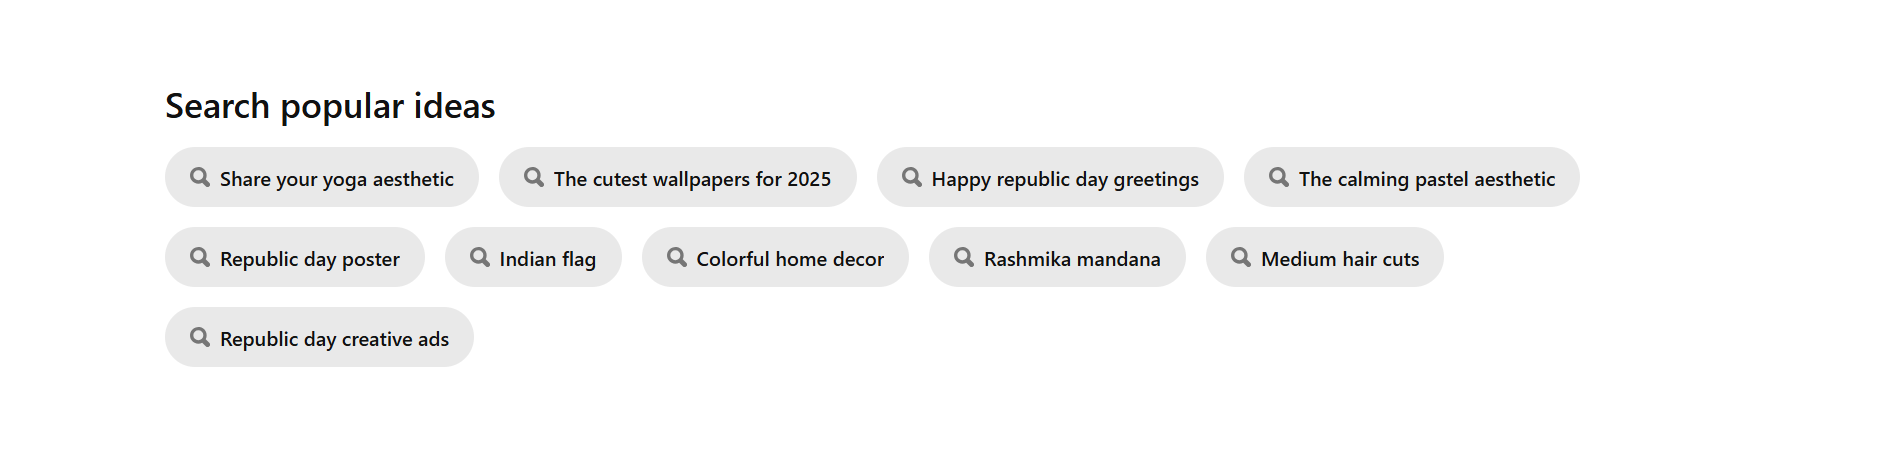 Search popular ideas
Share your yoga aesthetic
The cutest wallpapers for 2025
Happy republic day greetings
The calming pastel aesthetic
Republic day poster
Indian flag
Colorful home decor
Rashmika mandana
Medium hair cuts
Republic day creative ads